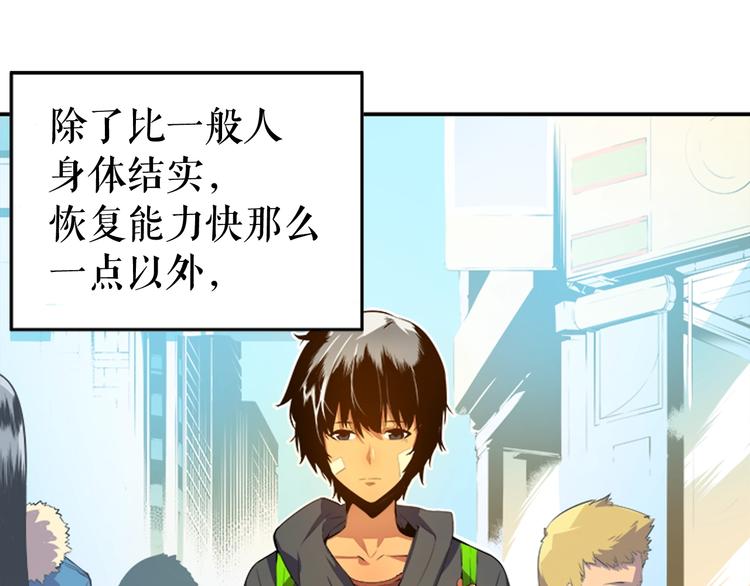 除了比一般人
身体结实，
恢复能力快那么
一点以外，